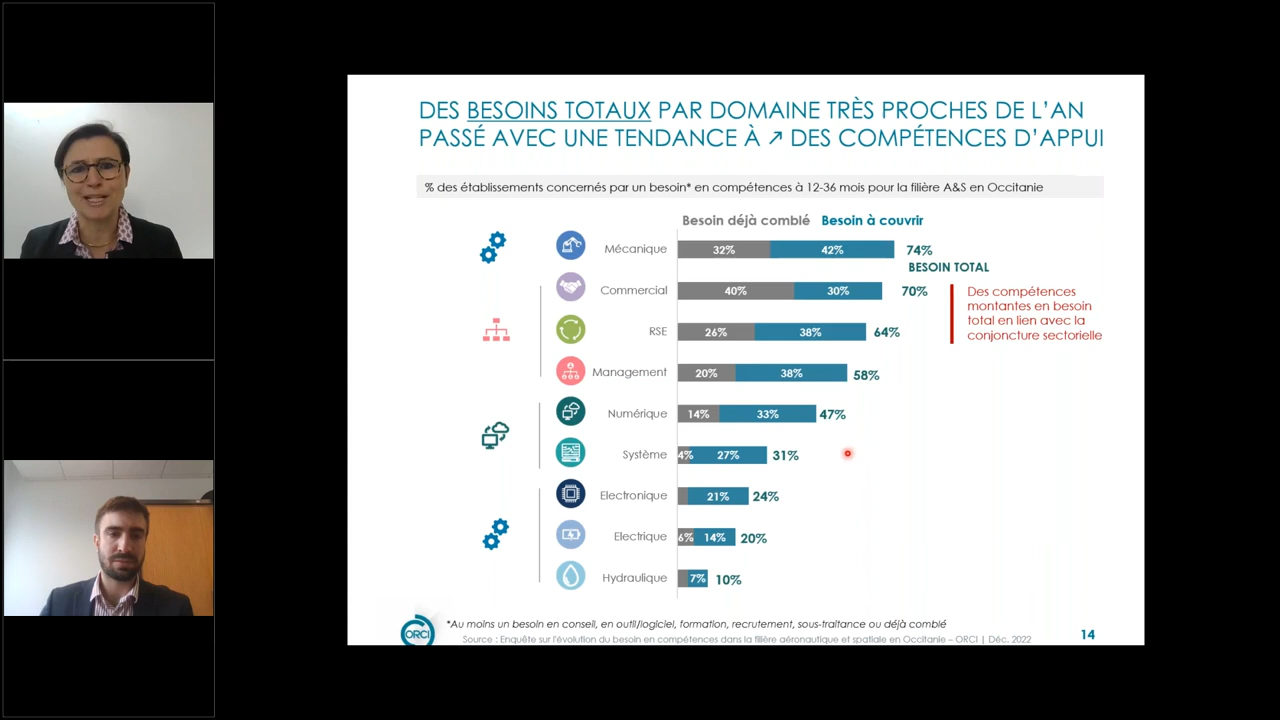 DES BESOINS TOTAUX PAR DOMAINE TRÈS PROCHES DE L'AN
PASSÉ AVEC UNE TENDANCE À ↗ DES COMPÉTENCES D'APPUI
% des établissements concernés par un besoin* en compétences à 12-36 mois pour la filière A&S en Occitanie
Besoin déjà comblé Besoin à couvrir
Mécanique 32% 42% 74%
BESOIN TOTAL
Commercial 40% 30% 70%
Des compétences
montantes en besoin
total en lien avec la
conjoncture sectorielle
RSE 26% 38% 64%
Management 20% 38% 58%
Numérique 14% 33% 47%
Système 4% 27% 31%
Electronique 21% 24%
Electrique 6% 14% 20%
Hydraulique 7% 10%
*Au moins un besoin en conseil, en outil/logiciel, formation, recrutement, sous-traitance ou déjà comblé
ORCI
Source : Enquête sur l'évolution du besoin en compétences dans la filière aéronautique et spatiale en Occitanie – ORCI | Déc. 2022
14